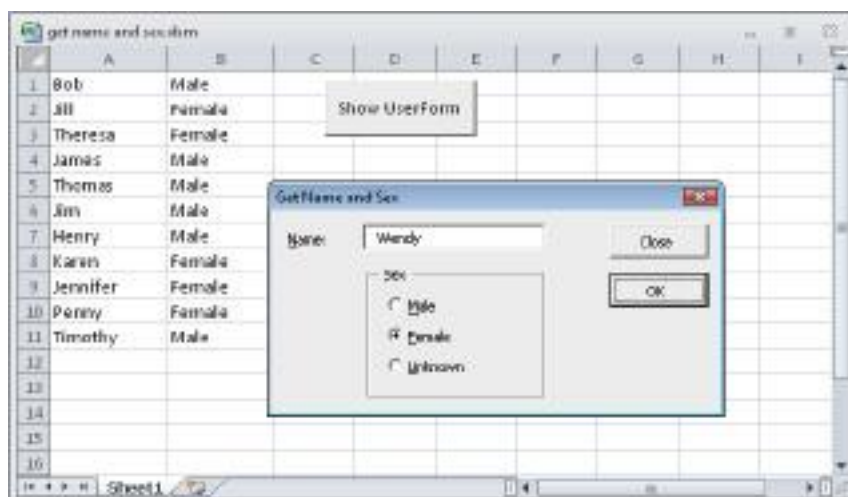 get name and sex.xlsm
A B C D E F G H I
1 Bob Male
2 Jill Female
3 Theresa Female
4 James Male
5 Thomas Male
6 Jim Male
7 Henry Male
8 Karen Female
9 Jennifer Female
10 Penny Female
11 Timothy Male
12
13
14
15
16
Show UserForm
Get Name and Sex
Name: Wendy
Close
Sex
OK
Male
Female
Unknown
Sheet1